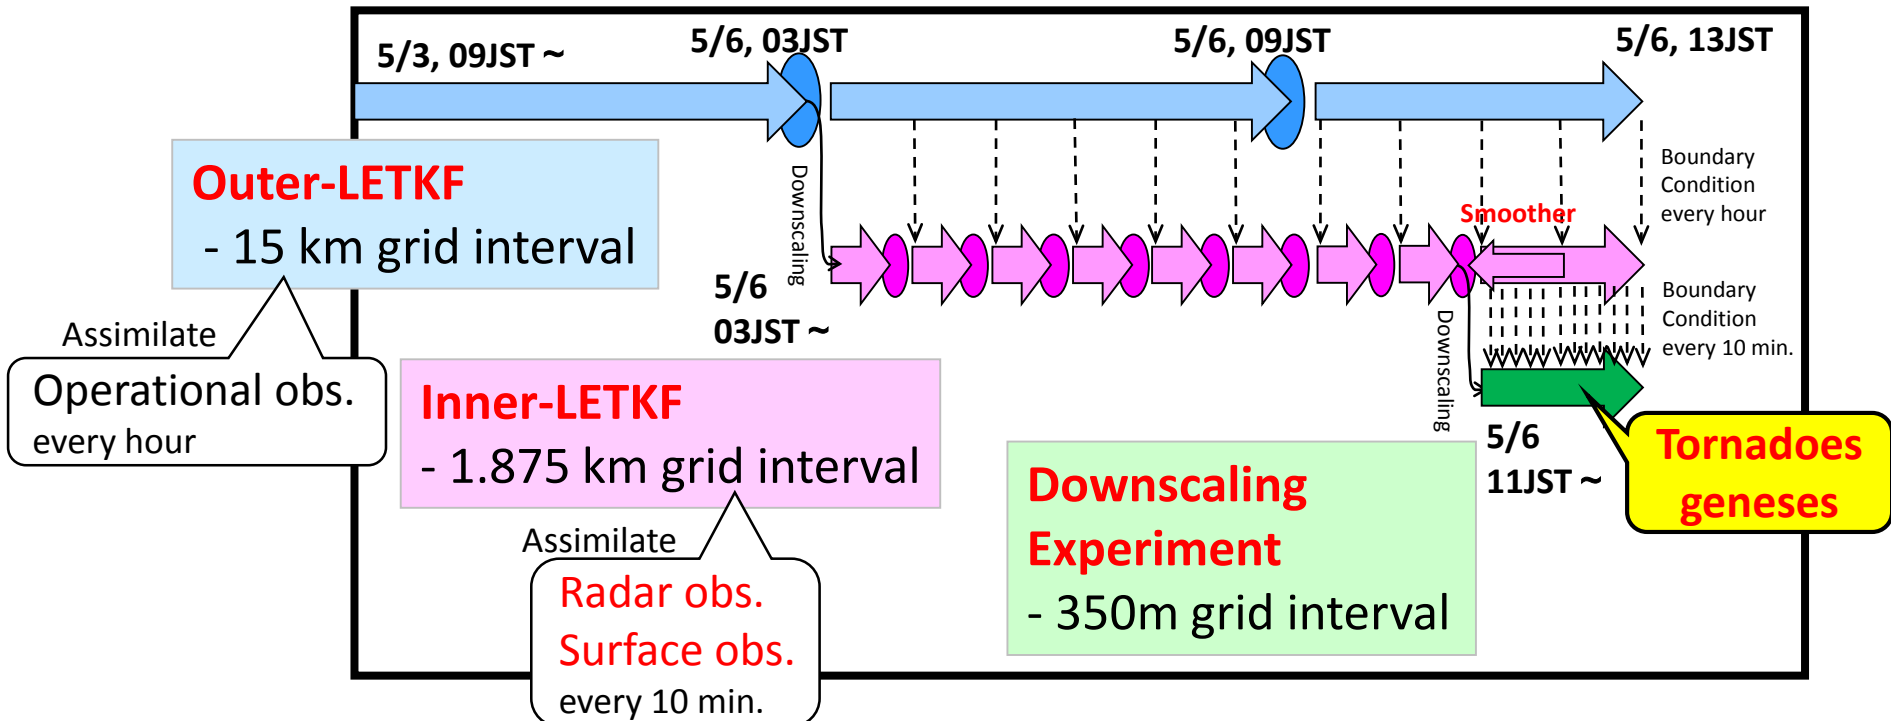 5/3, 09JST ~
5/6, 03JST
5/6, 09JST
5/6, 13JST
Outer-LETKF
- 15 km grid interval
Downscaling
Boundary
Condition
every hour
Smoother
5/6
03JST ~
Boundary
Condition
every 10 min.
Assimilate
Operational obs.
every hour
Inner-LETKF
- 1.875 km grid interval
Downscaling
Assimilate
Radar obs.
Surface obs.
every 10 min.
Downscaling
Experiment
- 350m grid interval
5/6
11JST ~
Tornadoes
geneses